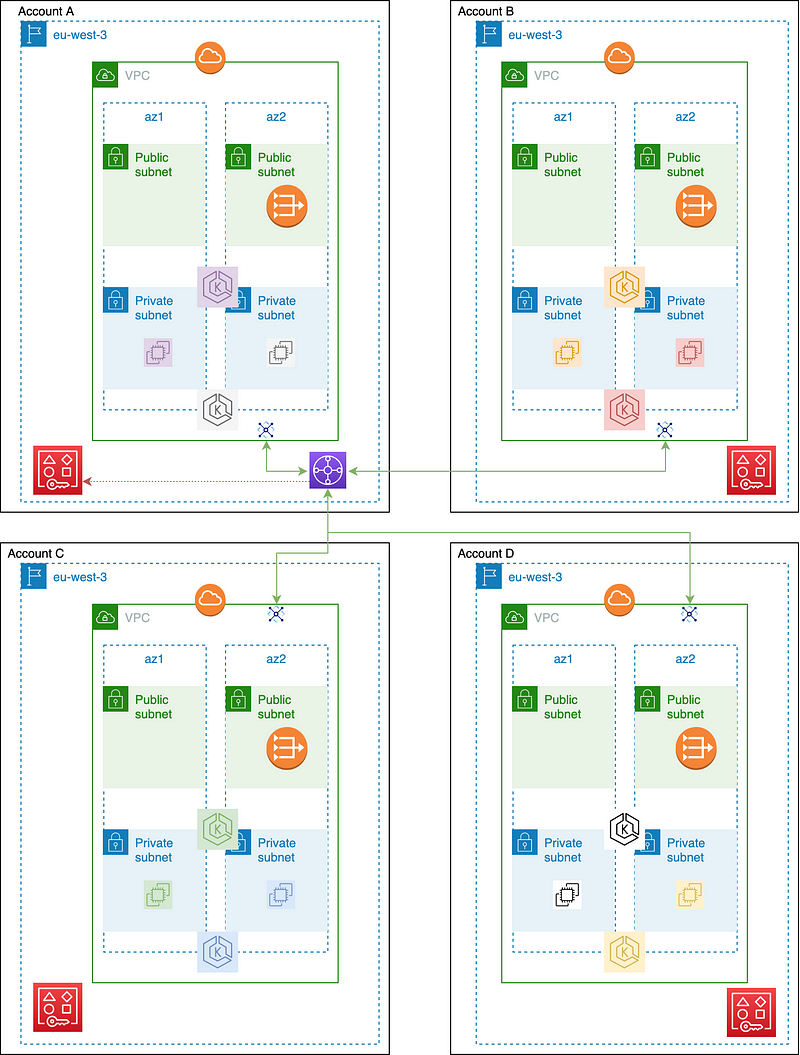 Account A
eu-west-3
VPC
az1
az2
Public
subnet
Public
subnet
K
Private
subnet
Private
subnet
K
Account B
eu-west-3
VPC
az1
az2
Public
subnet
Public
subnet
K
Private
subnet
Private
subnet
K
Account C
eu-west-3
VPC
az1
az2
Public
subnet
Public
subnet
K
Private
subnet
Private
subnet
K
Account D
eu-west-3
VPC
az1
az2
Public
subnet
Public
subnet
K
Private
subnet
Private
subnet
K